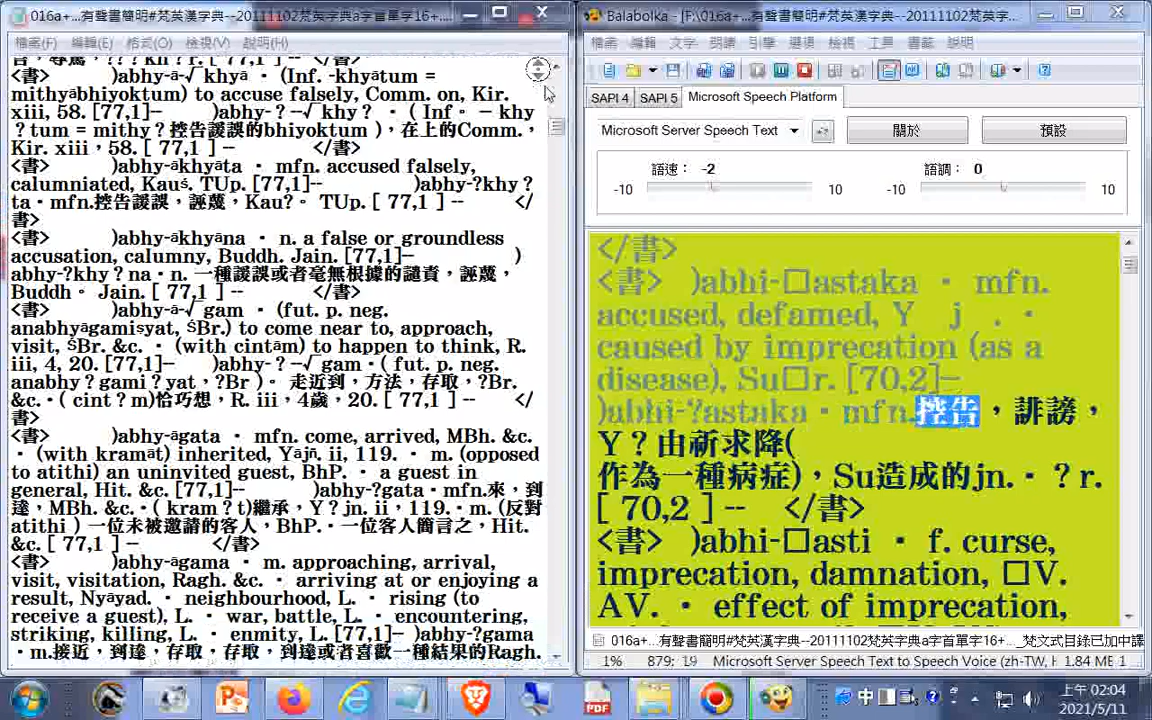 016a+...有聲書簡明#梵英漢字典--20111102梵英字典a字首單字16+...
檔案(F) 編輯(E) 格式(O) 檢視(V) 說明(H)
<書> )abhy-ā-√ khyā ‧ (Inf. -khyātum =
mithyābhiyoktum) to accuse falsely, Comm. on, Kir.
xiii, 58. [77,1]-- )abhy-?-√ khy ? ‧ ( Inf。 – khy
? tum = mithy ? 控告謬誤的bhiyoktum ), 在上的Comm.,
Kir. xiii, 58. [ 77,1 ] -- </書>
<書> )abhy-ākhyāta ‧ mfn. accused falsely,
calumniated, Kauś. TUp. [77,1]-- )abhy-?khy ?
ta‧mfn.控告謬誤,誣蔑,Kau?。 TUp. [ 77,1 ] -- </
書>
<書> )abhy-ākhyāna ‧ n. a false or groundless
accusation, calumny, Buddh. Jain. [77,1]-- )
abhy-?khy ? na‧n. 一種謬誤或者毫無根據的譴責,誣蔑,
Buddh。 Jain. [ 77,1 ] -- </書>
<書> )abhy-ā-√ gam ‧ (fut. p. neg.
anabhyāgamiṣyat, ŚBr.) to come near to, approach,
visit, ŚBr. &c. ‧ (with cintām) to happen to think, R.
iii, 4, 20. [77,1]-- )abhy-? –√ gam ( fut. p. neg.
anabhy ? gami ? yat,?Br )。 走近到,方法,存取,?Br.
&c.‧( cint ? m)恰巧想, R. iii,4歲,20. [ 77,1 ] -- </
書>
<書> )abhy-āgata ‧ mfn. come, arrived, MBh. &c.
‧ (with kramāt) inherited, Yājñ. ii, 119. ‧ m. (opposed
to atithi) an uninvited guest, BhP. ‧ a guest in
general, Hit. &c. [77,1]-- )abhy-?gata‧mfn.來,到
達,MBh. &c.‧( kram ? t)繼承,Y ? jn. ii,119.‧m. (反對
atithi ) 一位未被邀請的客人,BhP.‧一位客人簡言之,Hit.
&c. [ 77,1 ] -- </書>
<書> )abhy-āgama ‧ m. approaching, arrival,
visit, visitation, Ragh. &c. ‧ arriving at or enjoying a
result, Nyāyad. ‧ neighbourhood, L. ‧ rising (to
receive a guest), L. ‧ war, battle, L. ‧ encountering,
striking, killing, L. ‧ enmity, L. [77,1]-- )abhy-?gama
‧m.接近,到達,存取,存取,到達或者喜歡一種結果的Ragh.
Balabolka - [F:\016a+...有聲書簡明#梵英漢字典--20111102梵英字...
檔案 編輯 文字 朗讀 引擎 選項 檢視 工具 書籤 說明
SAPI 4 SAPI 5 Microsoft Speech Platform
Microsoft Server Speech Text 關於 預設
語速: -2 語調: 0
-10 10 -10 10
</書>
<書> )abhi-□astaka ‧ mfn.
accused, defamed, Y j . ‧
caused by imprecation (as a
disease), Su□r. [70,2]–
)abhi-?astaka‧mfn.控告,誹謗,
Y ? 由祈求降(
作為一種病症),Su造成的jn.‧? r.
[ 70,2 ] -- </書>
<書> )abhi-□asti ‧ f. curse,
imprecation, damnation, □V.
AV. ‧ effect of imprecation,
016a+...有聲書簡明#梵英漢字典--20111102梵英字典a字首單字16+..._梵文式目錄已加中譯
1% 879: 19 Microsoft Server Speech Text to Speech Voice (zh-TW, H 1.84 MB 1
中
上午 02:04
2021/5/11